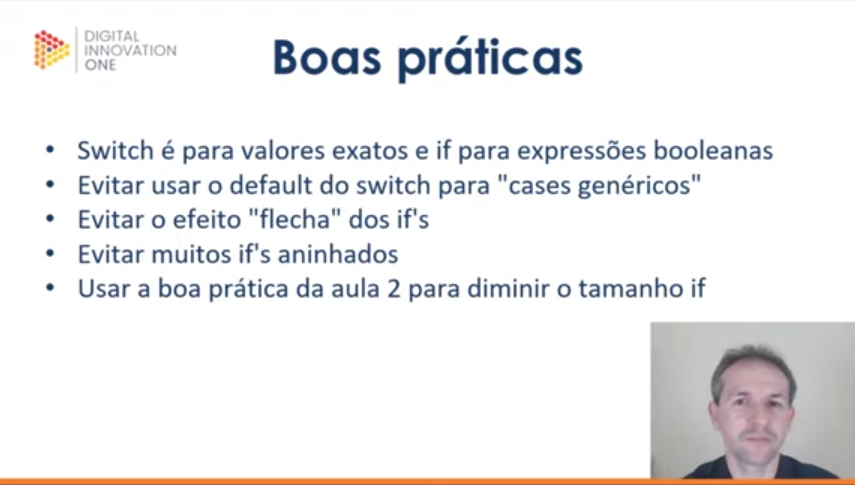 DIGITAL
INNOVATION
ONE
Boas práticas
• Switch é para valores exatos e if para expressões booleanas
• Evitar usar o default do switch para "cases genéricos"
• Evitar o efeito "flecha" dos if's
• Evitar muitos if's aninhados
• Usar a boa prática da aula 2 para diminir o tamanho if